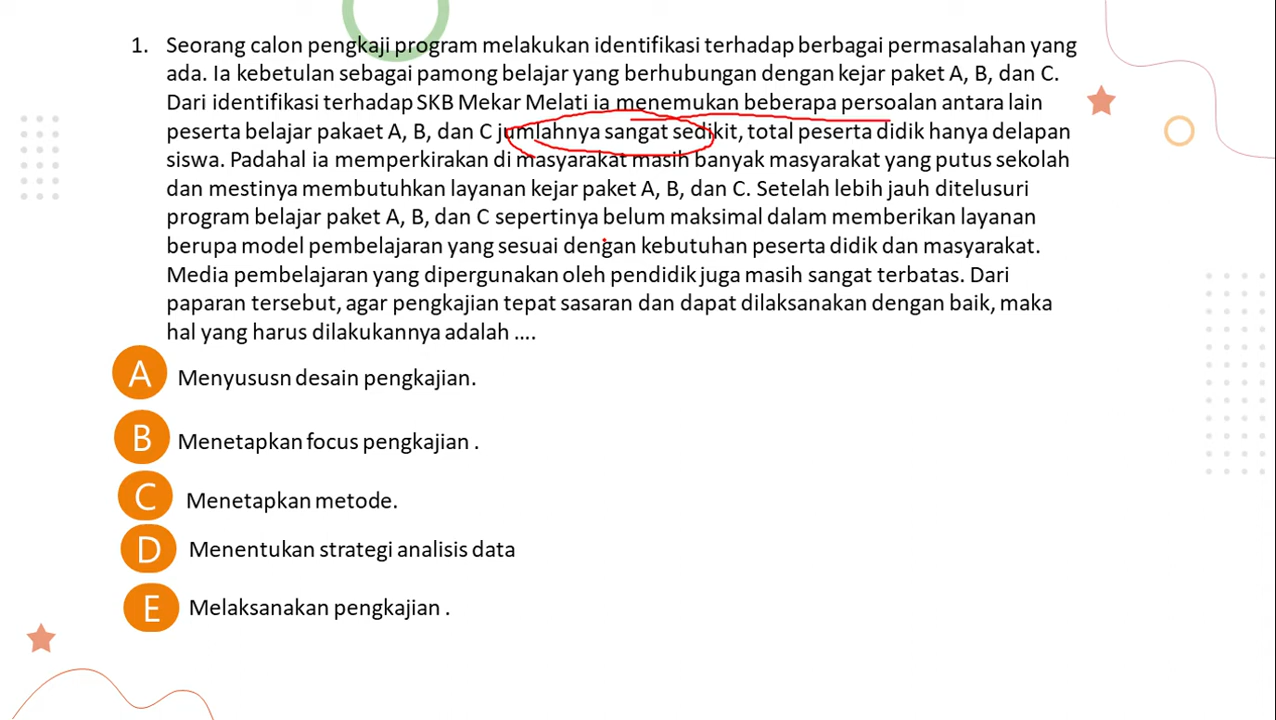 1. Seorang calon pengkaji program melakukan identifikasi terhadap berbagai permasalahan yang
ada. Ia kebetulan sebagai pamong belajar yang berhubungan dengan kejar paket A, B, dan C.
Dari identifikasi terhadap SKB Mekar Melati ia menemukan beberapa persoalan antara lain
peserta belajar pakaet A, B, dan C jumlahnya sangat sedikit, total peserta didik hanya delapan
siswa. Padahal ia memperkirakan di masyarakat masih banyak masyarakat yang putus sekolah
dan mestinya membutuhkan layanan kejar paket A, B, dan C. Setelah lebih jauh ditelusuri
program belajar paket A, B, dan C sepertinya belum maksimal dalam memberikan layanan
berupa model pembelajaran yang sesuai dengan kebutuhan peserta didik dan masyarakat.
Media pembelajaran yang dipergunakan oleh pendidik juga masih sangat terbatas. Dari
paparan tersebut, agar pengkajian tepat sasaran dan dapat dilaksanakan dengan baik, maka
hal yang harus dilakukannya adalah ....
A Menyususn desain pengkajian.
B Menetapkan focus pengkajian .
C Menetapkan metode.
D Menentukan strategi analisis data
E Melaksanakan pengkajian .